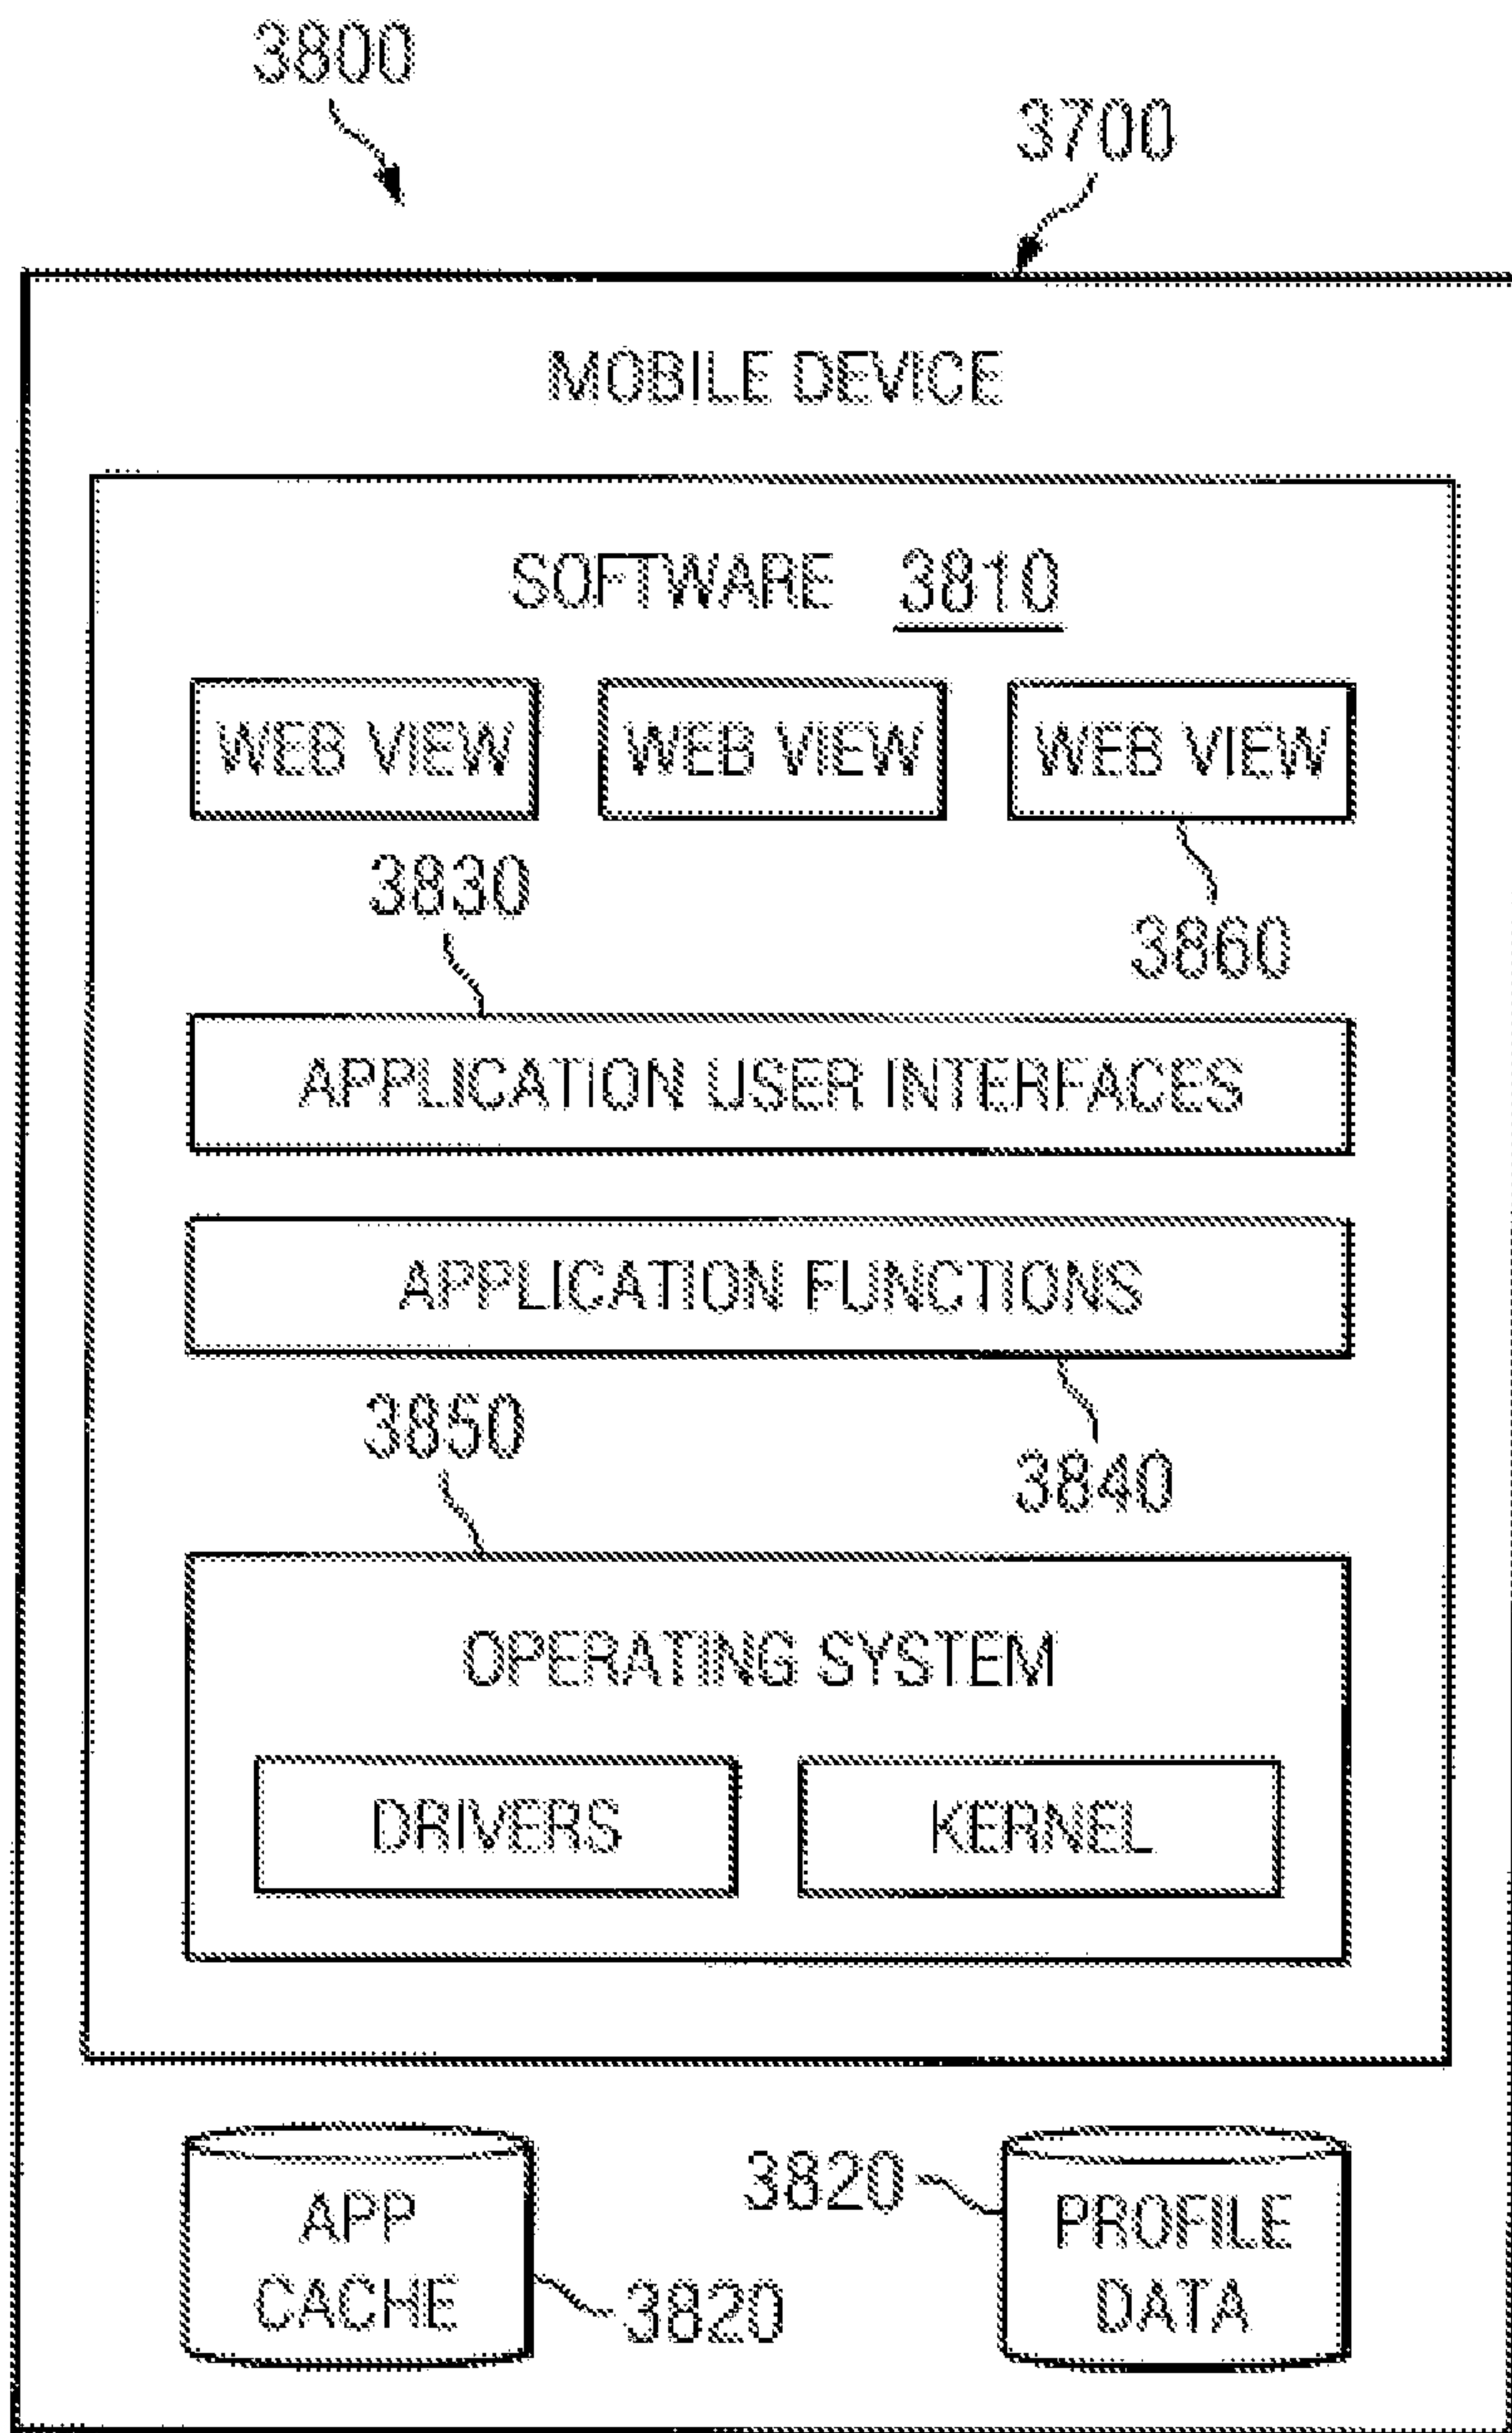 3800
3700
MOBILE DEVICE
SOFTWARE 3810
WEB VIEW WEB VIEW WEB VIEW
3830
3860
APPLICATION USER INTERFACES
APPLICATION FUNCTIONS
3850
3840
OPERATING SYSTEM
DRIVERS KERNEL
APP
CACHE
3820
3820
PROFILE
DATA